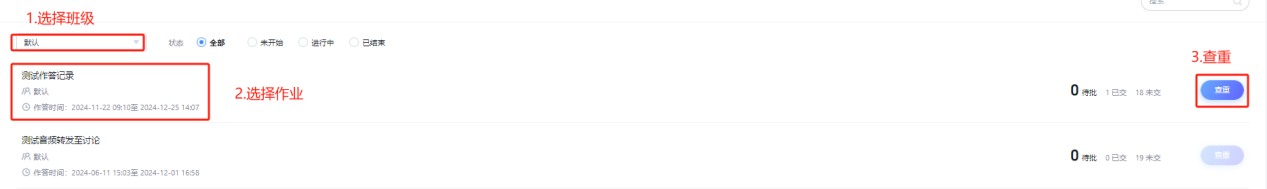 搜索
1.选择班级
默认
状态 全部 未开始 进行中 已结束
3.查重
测试作答记录
默认
作答时间：2024-11-22 09:10至 2024-12-25 14:07
2.选择作业
0 待批 1 已交 18 未交
查重
测试音频转发至讨论
默认
作答时间：2024-06-11 15:03至 2024-12-01 16:58
0 待批 0 已交 19 未交
查重